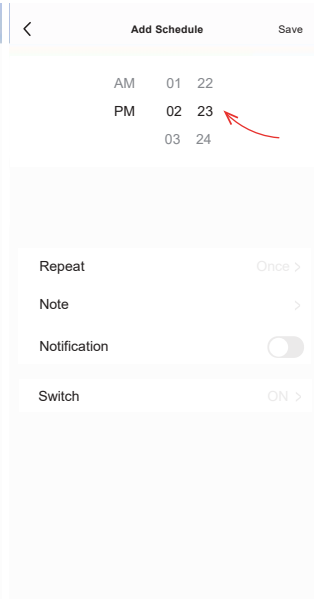 Add Schedule Save
AM 01 22
PM 02 23
03 24
Repeat Once >
Note >
Notification
Switch ON >